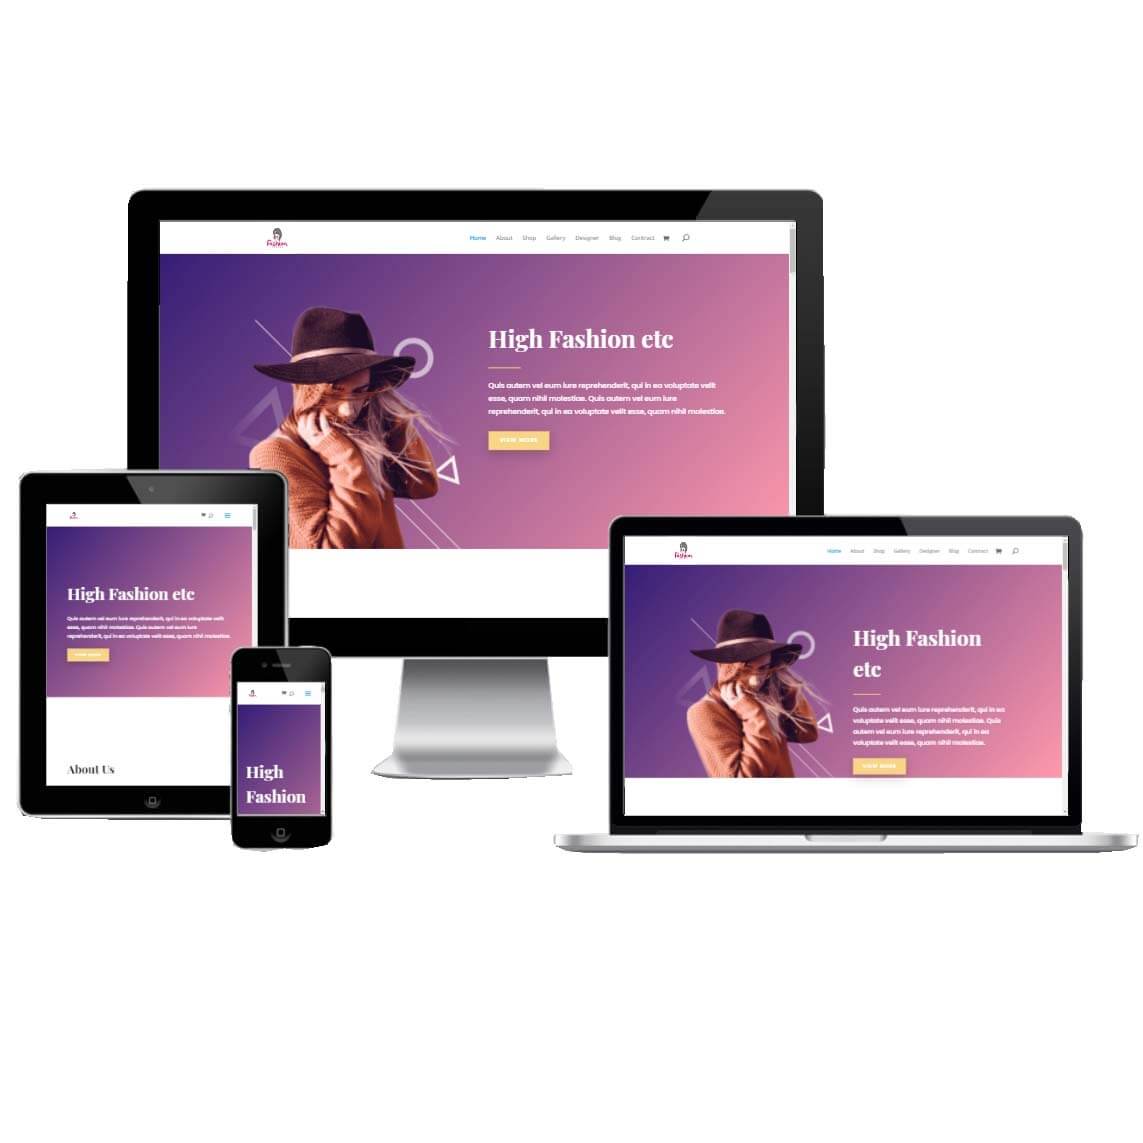 Fashion
Home About Shop Gallery Designer Blog Contract
High Fashion etc
Quis autem vel eum iure reprehenderit, qui in ea voluptate velit
esse, quam nihil molestiae. Quis autem vel eum iure
reprehenderit, qui in ea voluptate velit esse, quam nihil molestiae.
VIEW MORE
High Fashion etc
Quis autem vel eum iure reprehenderit, qui in ea voluptate velit
esse, quam nihil molestiae. Quis autem vel eum iure
reprehenderit, qui in ea voluptate velit esse, quam nihil molestiae.
VIEW MORE
About Us
High
Fashion
Fashion
Home About Shop Gallery Designer Blog Contract
High Fashion
etc
Quis autem vel eum iure reprehenderit, qui in ea
voluptate velit esse, quam nihil molestiae. Quis
autem vel eum iure reprehenderit, qui in ea
voluptate velit esse, quam nihil molestiae.
VIEW MORE